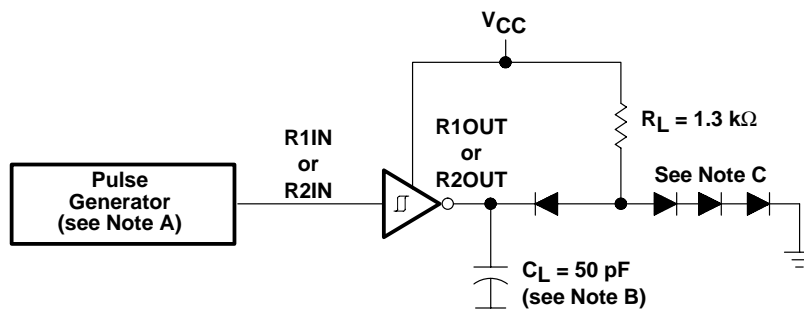 VCC
R1IN
or
R2IN
R1OUT
or
R2OUT
RL = 1.3 kΩ
See Note C
Pulse
Generator
(see Note A)
CL = 50 pF
(see Note B)